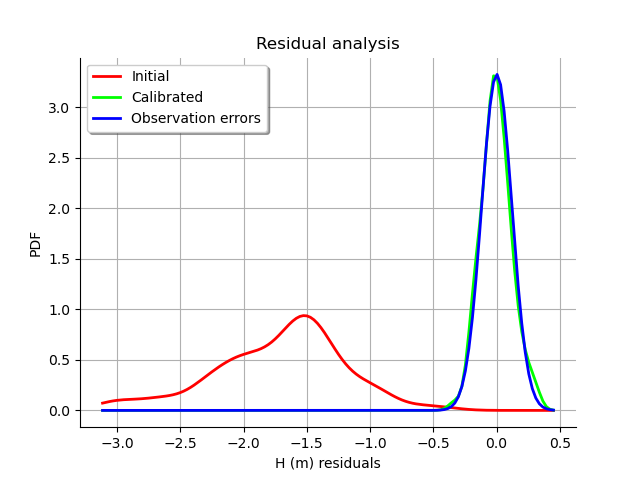 Residual analysis
Initial
Calibrated
Observation errors
PDF
3.0
2.5
2.0
1.5
1.0
0.5
0.0
−3.0 −2.5 −2.0 −1.5 −1.0 −0.5 0.0 0.5
H (m) residuals